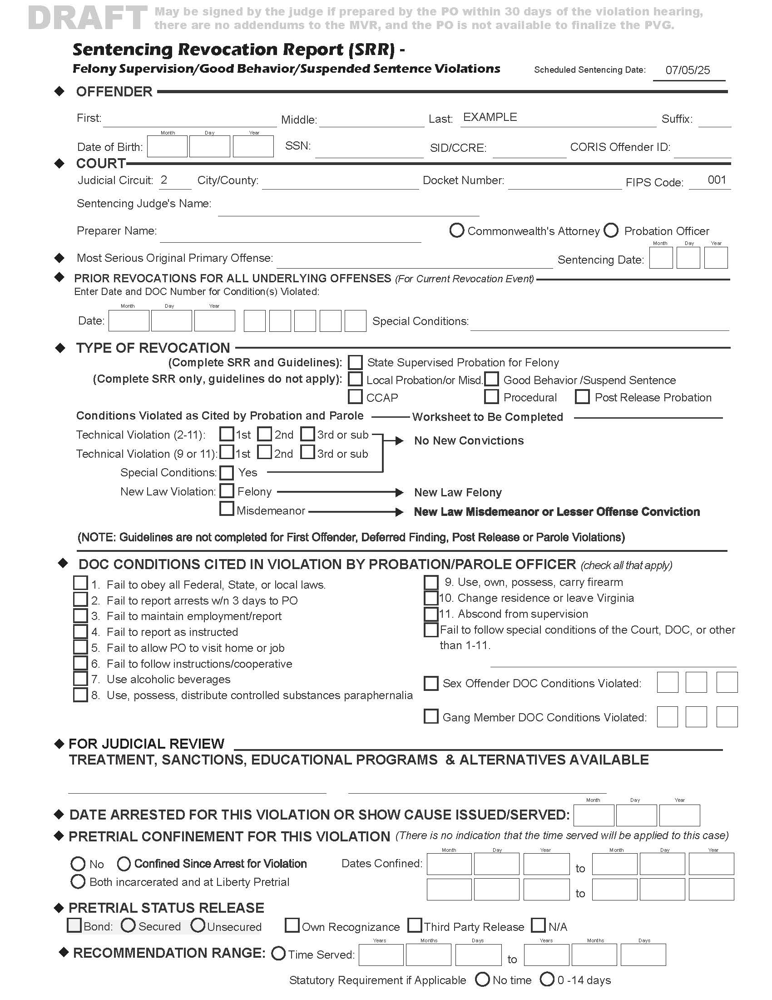 DRAFT May be signed by the judge if prepared by the PO within 30 days of the violation hearing,
there are no addendums to the MVR, and the PO is not available to finalize the PVG.
Sentencing Revocation Report (SRR) -
Felony Supervision/Good Behavior/Suspended Sentence Violations Scheduled Sentencing Date: 07/05/25
OFFENDER
First: Middle: Last: EXAMPLE Suffix:
Month Day Year
Date of Birth: SSN: SID/CCRE: CORIS Offender ID:
COURT
Judicial Circuit: 2 City/County: Docket Number: FIPS Code: 001
Sentencing Judge's Name:
Preparer Name: Commonwealth's Attorney Probation Officer
Month Day Year
Most Serious Original Primary Offense: Sentencing Date:
PRIOR REVOCATIONS FOR ALL UNDERLYING OFFENSES (For Current Revocation Event)
Enter Date and DOC Number for Condition(s) Violated:
Month Day Year
Date: Special Conditions:
TYPE OF REVOCATION
(Complete SRR and Guidelines): State Supervised Probation for Felony
(Complete SRR only, guidelines do not apply): Local Probation/or Misd. Good Behavior /Suspend Sentence
CCAP Procedural Post Release Probation
Conditions Violated as Cited by Probation and Parole Worksheet to Be Completed
Technical Violation (2-11): 1st 2nd 3rd or sub
No New Convictions
Technical Violation (9 or 11): 1st 2nd 3rd or sub
Special Conditions: Yes
New Law Violation: Felony New Law Felony
Misdemeanor New Law Misdemeanor or Lesser Offense Conviction
(NOTE: Guidelines are not completed for First Offender, Deferred Finding, Post Release or Parole Violations)
DOC CONDITIONS CITED IN VIOLATION BY PROBATION/PAROLE OFFICER (check all that apply)
1. Fail to obey all Federal, State, or local laws.
2. Fail to report arrests w/n 3 days to PO
3. Fail to maintain employment/report
4. Fail to report as instructed
5. Fail to allow PO to visit home or job
6. Fail to follow instructions/cooperative
7. Use alcoholic beverages
8. Use, possess, distribute controlled substances paraphernalia
9. Use, own, possess, carry firearm
10. Change residence or leave Virginia
11. Abscond from supervision
Fail to follow special conditions of the Court, DOC, or other
than 1-11.
Sex Offender DOC Conditions Violated:
Gang Member DOC Conditions Violated:
FOR JUDICIAL REVIEW
TREATMENT, SANCTIONS, EDUCATIONAL PROGRAMS & ALTERNATIVES AVAILABLE
Month Day Year
DATE ARRESTED FOR THIS VIOLATION OR SHOW CAUSE ISSUED/SERVED:
PRETRIAL CONFINEMENT FOR THIS VIOLATION (There is no indication that the time served will be applied to this case)
Month Day Year Month Day Year
No Confined Since Arrest for Violation Dates Confined: to
Both incarcerated and at Liberty Pretrial
to
PRETRIAL STATUS RELEASE
Bond: Secured Unsecured Own Recognizance Third Party Release N/A
Years Months Days Years Months Days
RECOMMENDATION RANGE: Time Served: to
Statutory Requirement if Applicable No time 0 -14 days